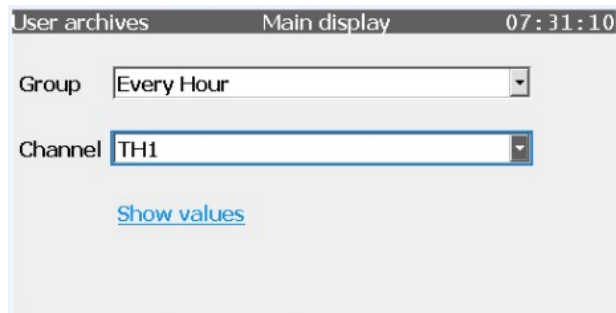 User archives Main display 07:31:10
Group Every Hour
Channel TH1
Show values